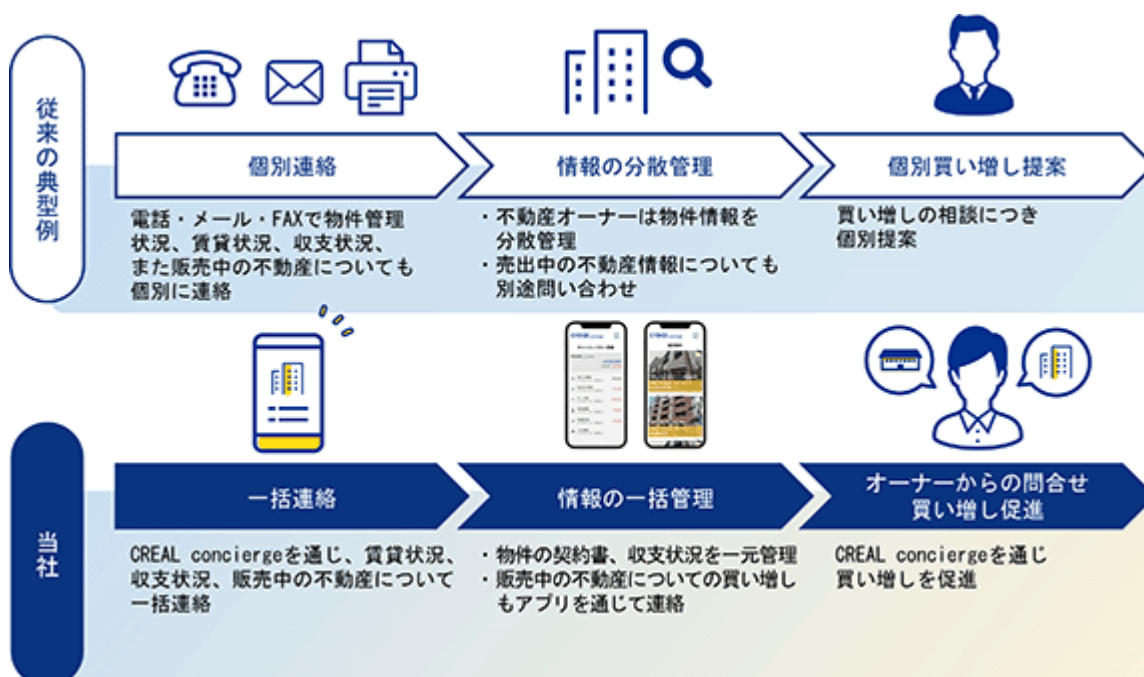 従来の典型例
個別連絡
電話・メール・FAXで物件管理
状況、賃貸状況、収支状況、
また販売中の不動産についても
個別に連絡
情報の分散管理
・不動産オーナーは物件情報を
分散管理
・売出中の不動産情報についても
別途問い合わせ
個別買い増し提案
買い増しの相談につき
個別提案
当社
一括連絡
CREAL conciergeを通じ、賃貸状況、
収支状況、販売中の不動産について
一括連絡
情報の一括管理
・物件の契約書、収支状況を一元管理
・販売中の不動産についての買い増し
もアプリを通じて連絡
オーナーからの問合せ
買い増し促進
CREAL conciergeを通じ
買い増しを促進